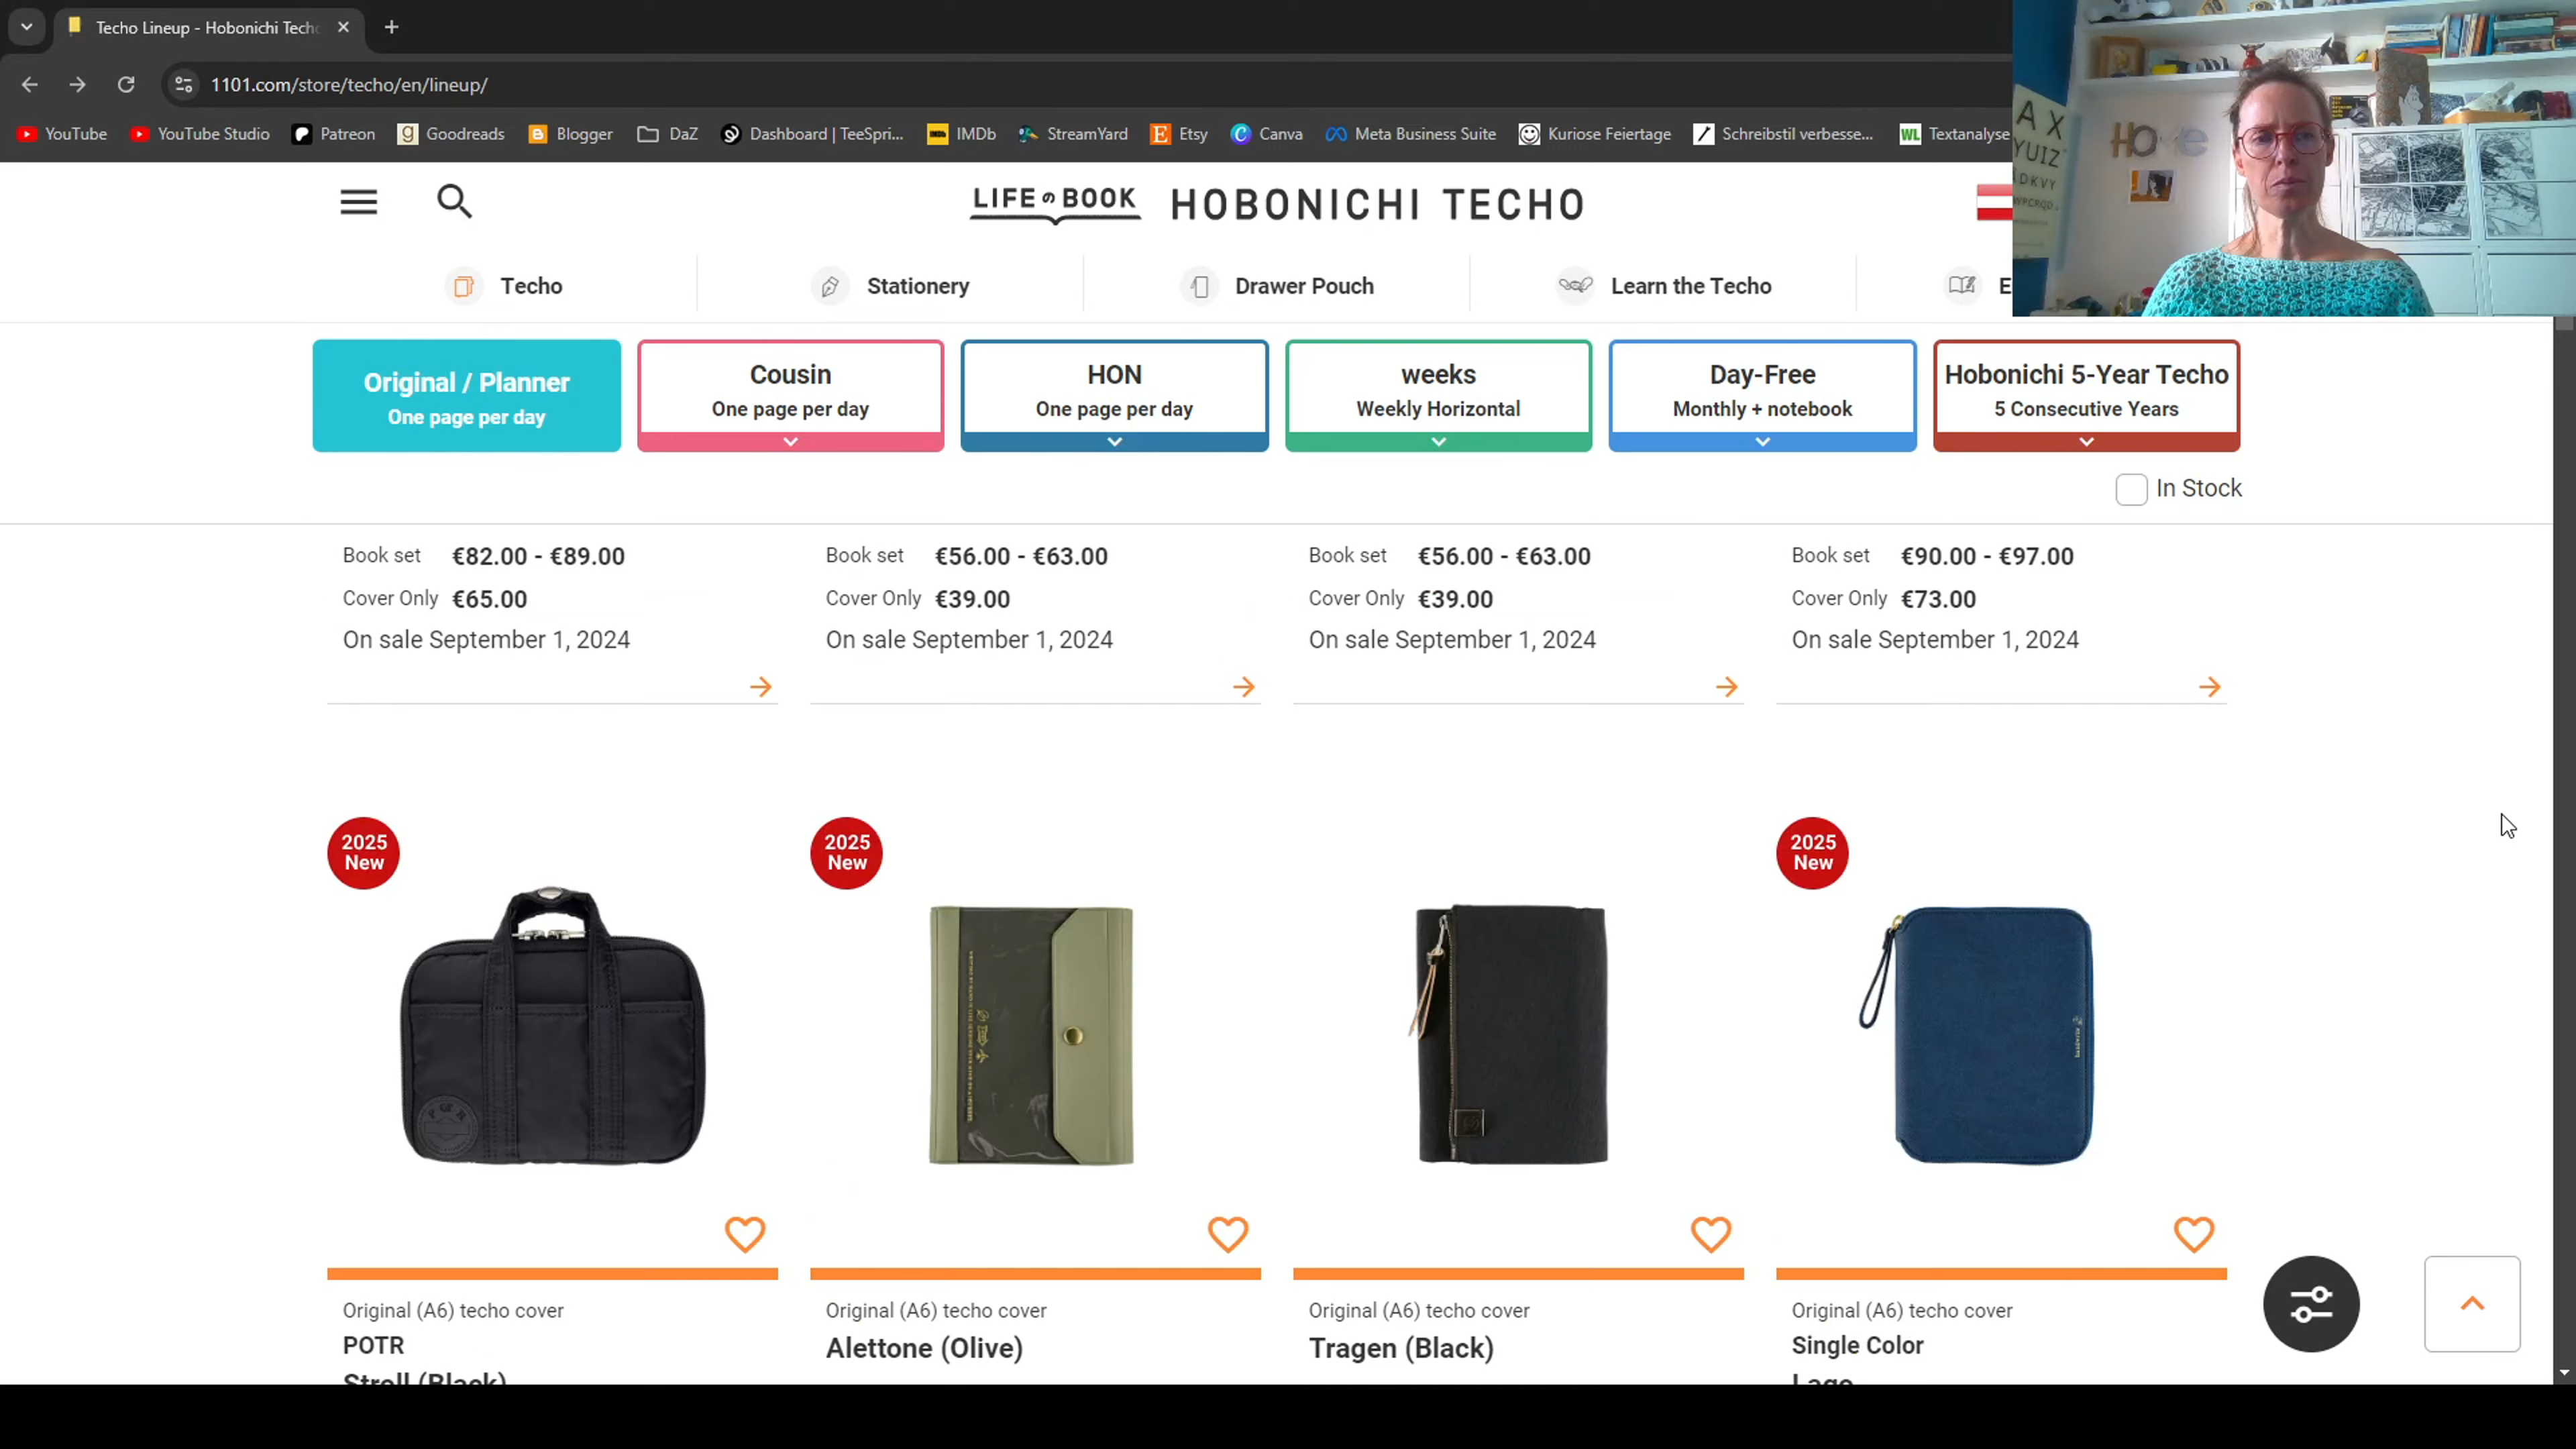 Techo Lineup - Hobonichi Tech
1101.com/store/techo/en/lineup/
YouTube
YouTube Studio
Patreon
Goodreads
Blogger
DaZ
Dashboard | TeeSpri...
IMDb
StreamYard
Etsy
Canva
Meta Business Suite
Kuriose Feiertage
Schreibstil verbesse...
Textanalyse
A X
YUIZ
DKVY
HO
e
LIFE の BOOK
HOBONICHI TECHO
Techo
Stationery
Drawer Pouch
Learn the Techo
E
Original / Planner
One page per day
Cousin
One page per day
HON
One page per day
weeks
Weekly Horizontal
Day-Free
Monthly + notebook
Hobonichi 5-Year Techo
5 Consecutive Years
In Stock
Book set €82.00 - €89.00
Cover Only €65.00
On sale September 1, 2024
Book set €56.00 - €63.00
Cover Only €39.00
On sale September 1, 2024
Book set €56.00 - €63.00
Cover Only €39.00
On sale September 1, 2024
Book set €90.00 - €97.00
Cover Only €73.00
On sale September 1, 2024
2025
New
2025
New
2025
New
Original (A6) techo cover
POTR
Stroll (Black)
Original (A6) techo cover
Alettone (Olive)
Original (A6) techo cover
Tragen (Black)
Original (A6) techo cover
Single Color
Lago